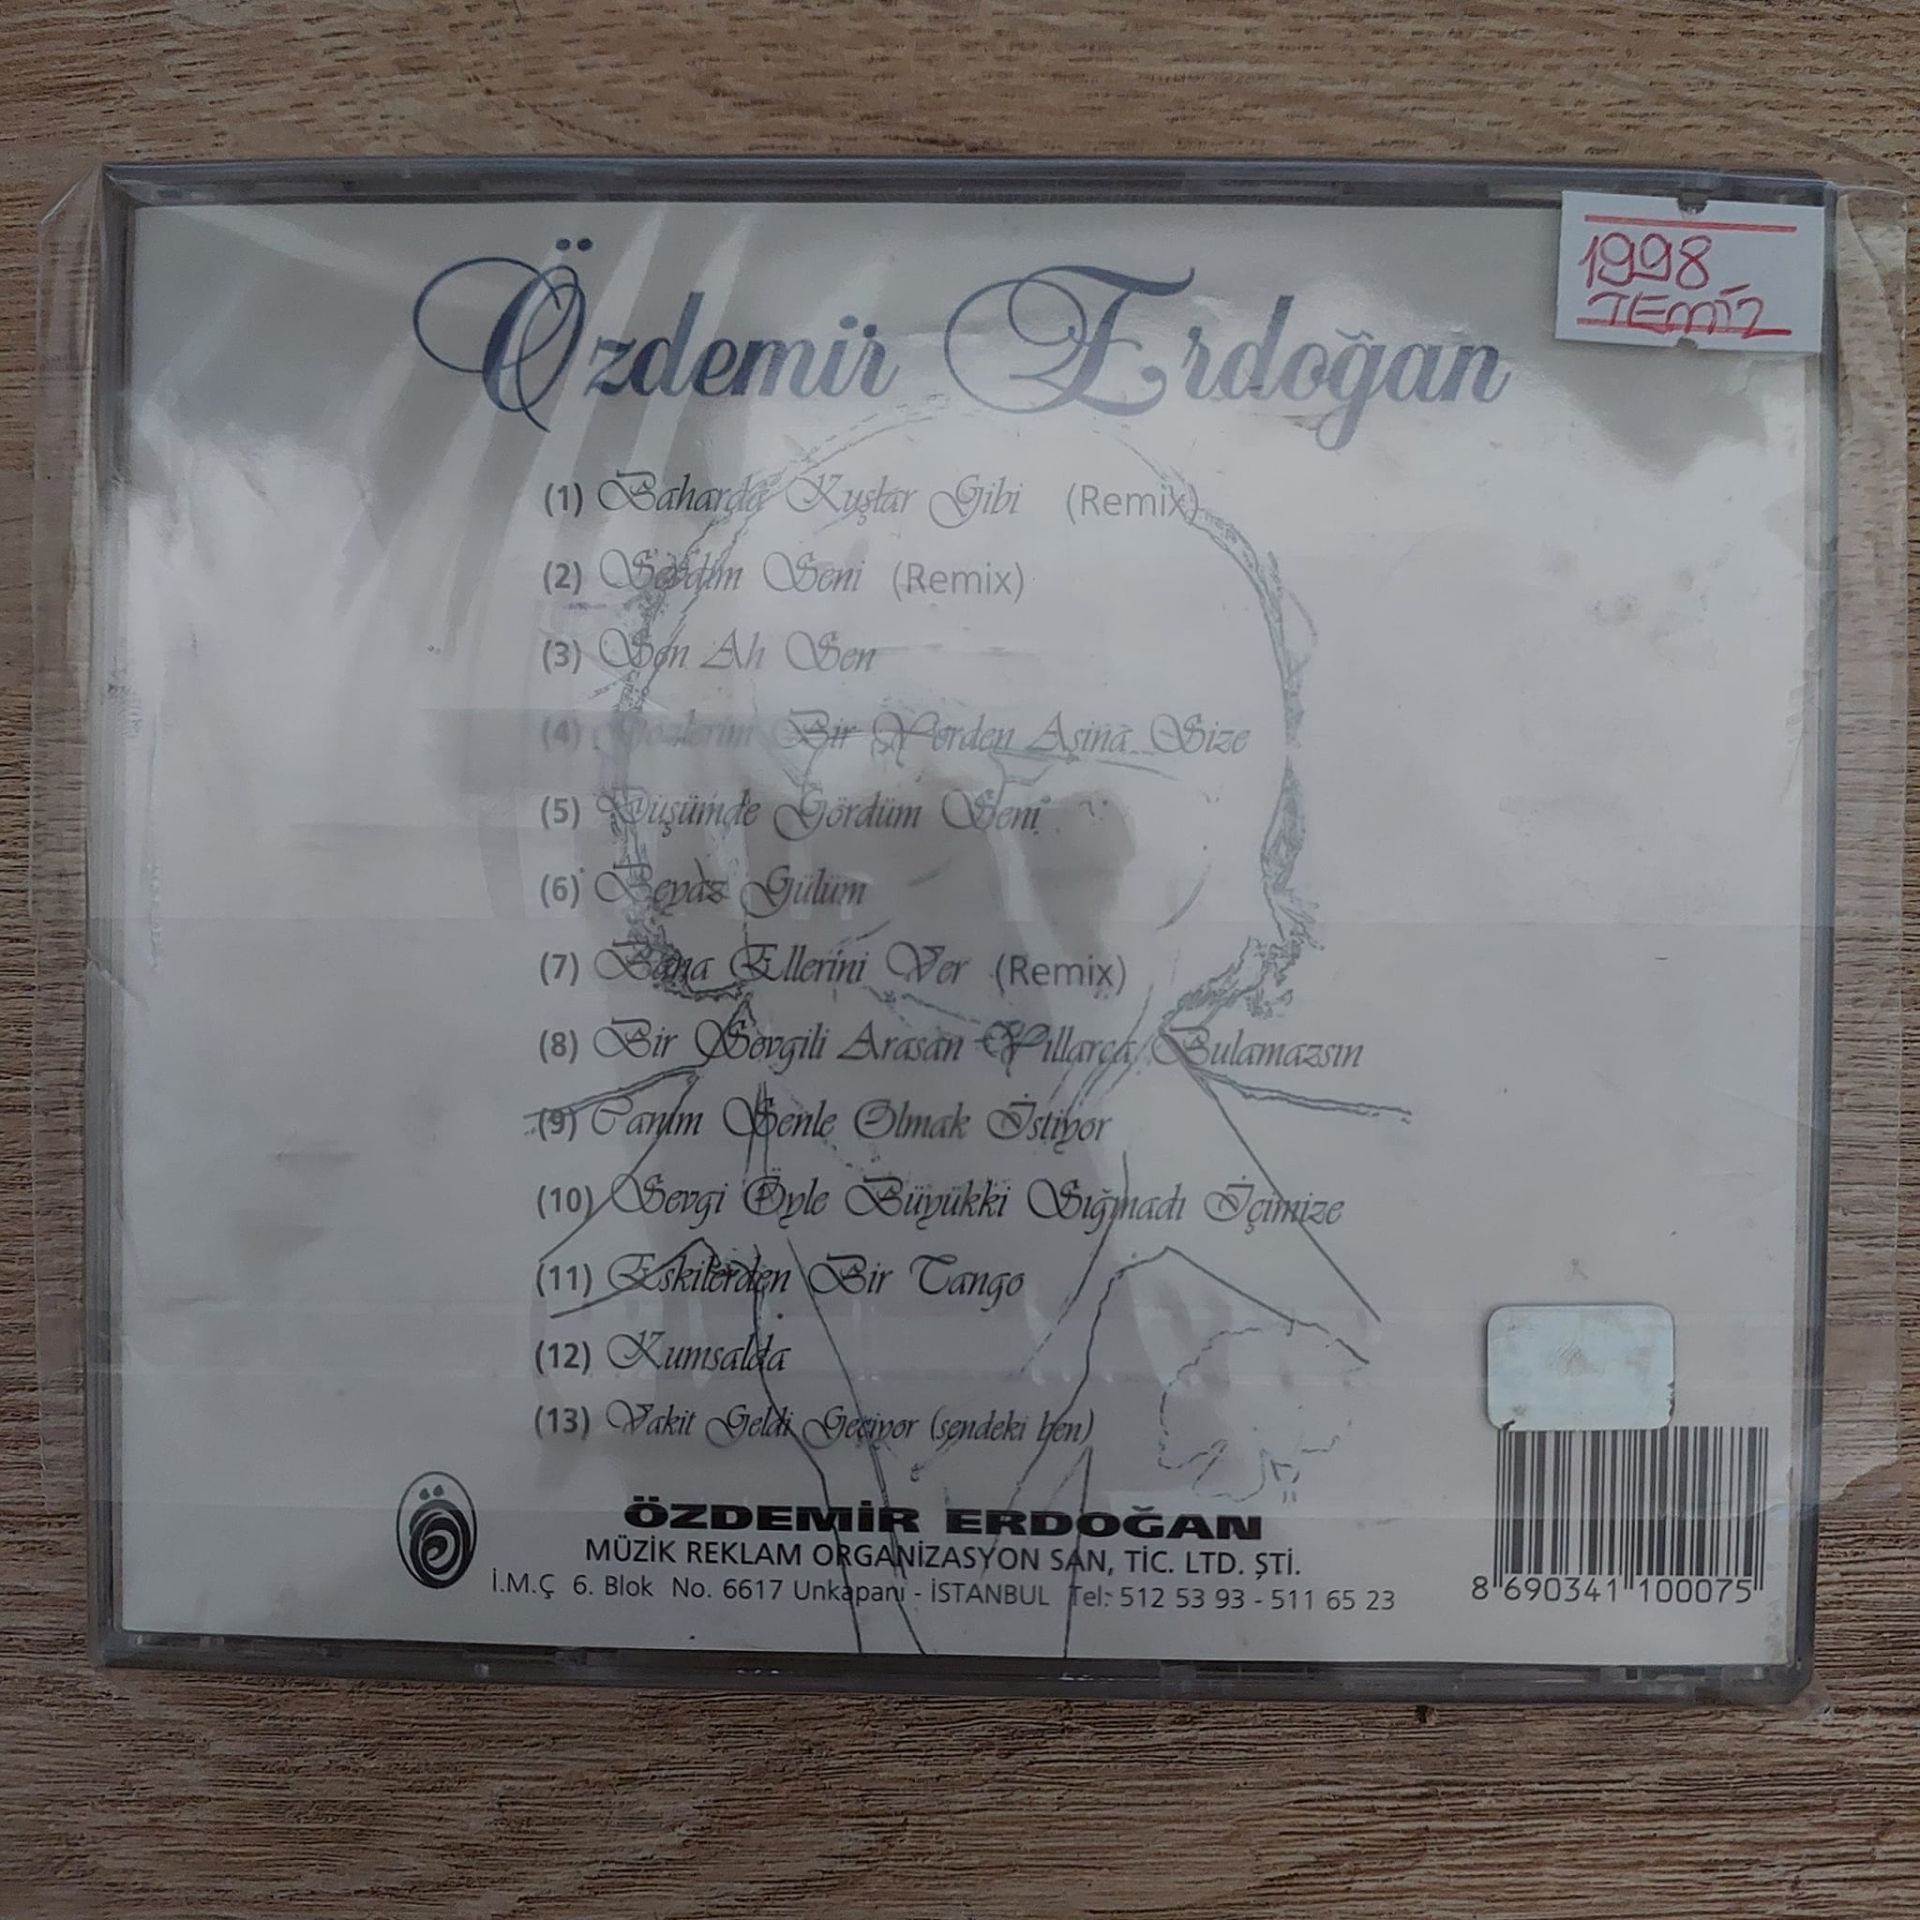 1998
TEMİZ
Özdemir Erdoğan
(1) Baharda Kuşlar Gibi (Remix)
(2) Sevdim Seni (Remix)
(3) Sen Ah Sen
(4) Gözlerim Bir Yerden Aşina Size
(5) Düşümde Gördüm Seni
(6) Beyaz Gülüm
(7) Bana Ellerini Ver (Remix)
(8) Bir Sevgili Arasan Yıllarca Bulamazsın
(9) Canım Senle Olmak İstiyor
(10) Sevgi Öyle Büyükki Sığmadı İçimize
(11) Eskilerden Bir Tango
(12) Kumsalda
(13) Vakit Geldi Geçiyor (sendeki ben)
ÖZDEMİR ERDOĞAN
MÜZİK REKLAM ORGANİZASYON SAN, TİC. LTD. ŞTİ.
İ.M.Ç 6. Blok No. 6617 Unkapanı - İSTANBUL Tel: 512 53 93 - 511 65 23
8 690341 100075